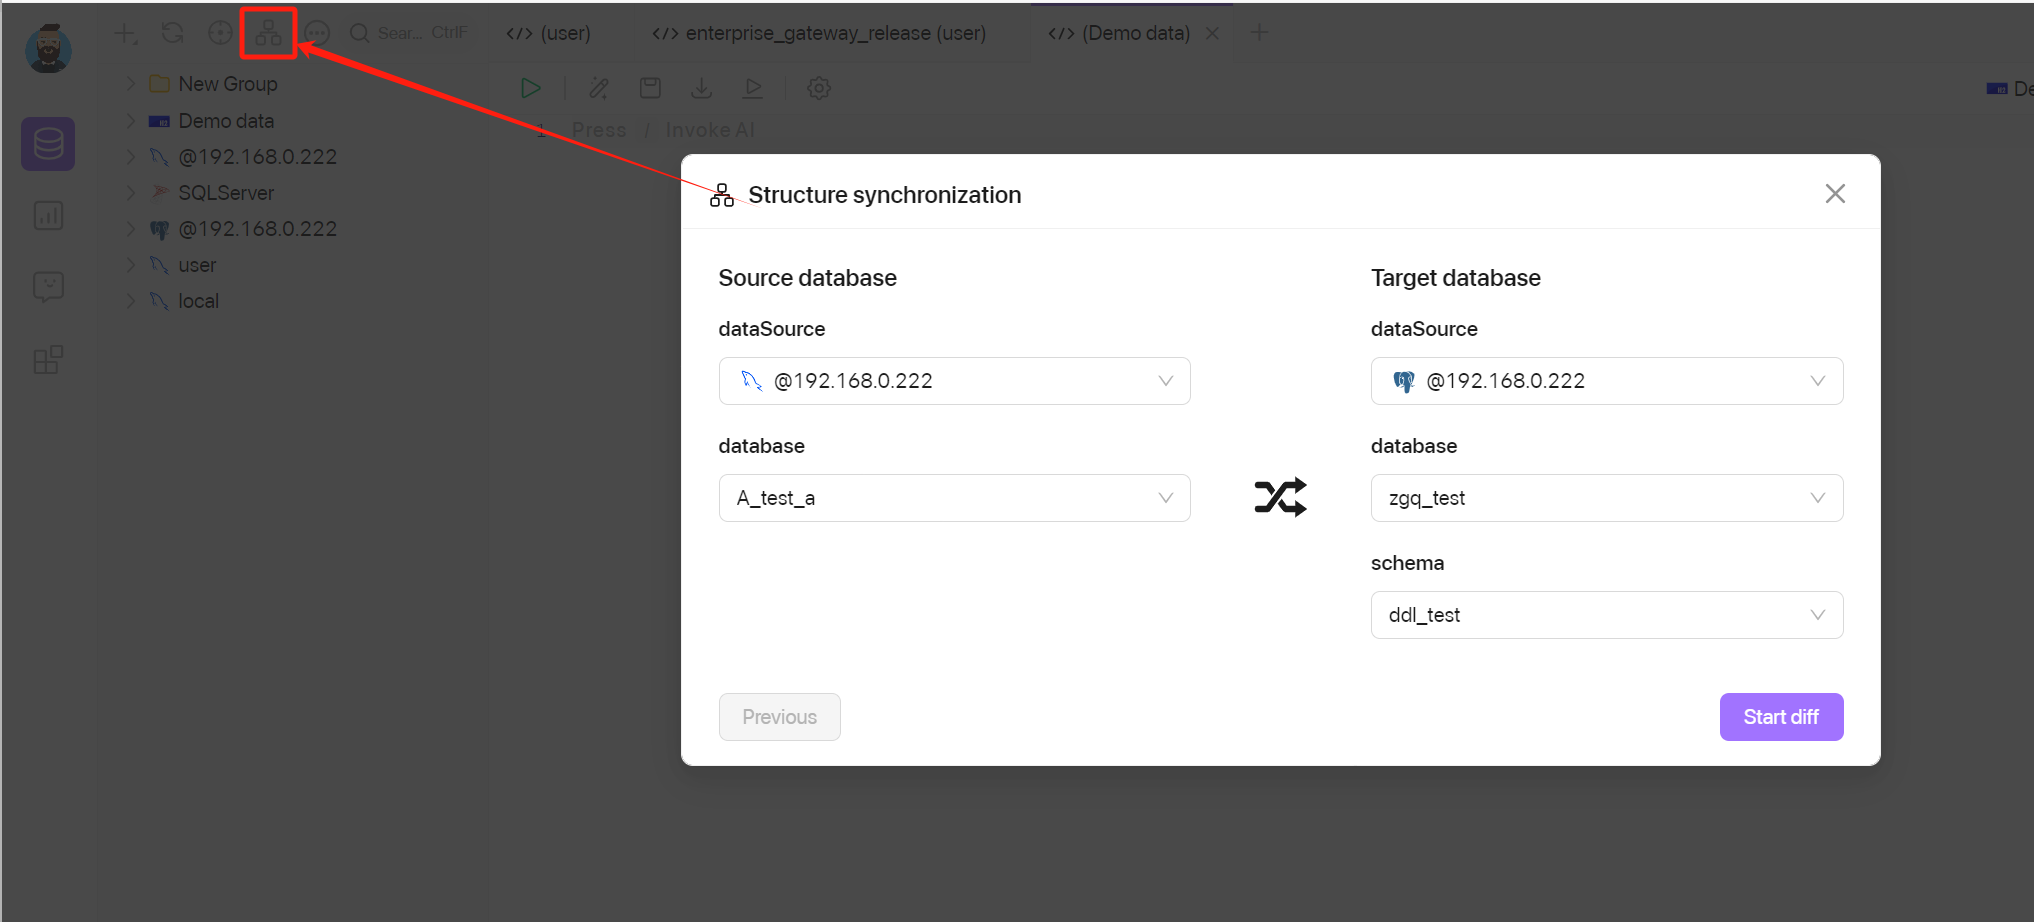 Sear... CtrlF
</> (user)
</> enterprise_gateway_release (user)
</> (Demo data)
New Group
Demo data
@192.168.0.222
SQLServer
@192.168.0.222
user
local
De
1 Press / Invoke AI
Structure synchronization
Source database
dataSource
@192.168.0.222
database
A_test_a
Target database
dataSource
@192.168.0.222
database
zgq_test
schema
ddl_test
Previous
Start diff